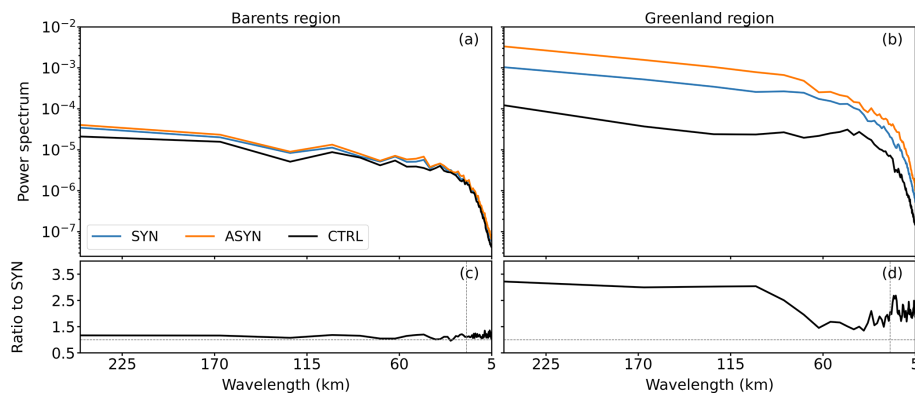 Barents region
Greenland region
Power spectrum
10⁻²
10⁻³
10⁻⁴
10⁻⁵
10⁻⁶
10⁻⁷
(a)
(b)
SYN
ASYN
CTRL
Ratio to SYN
3.5
2.5
1.5
0.5
(c)
(d)
225 170 115 60 5
225 170 115 60 5
Wavelength (km)
Wavelength (km)